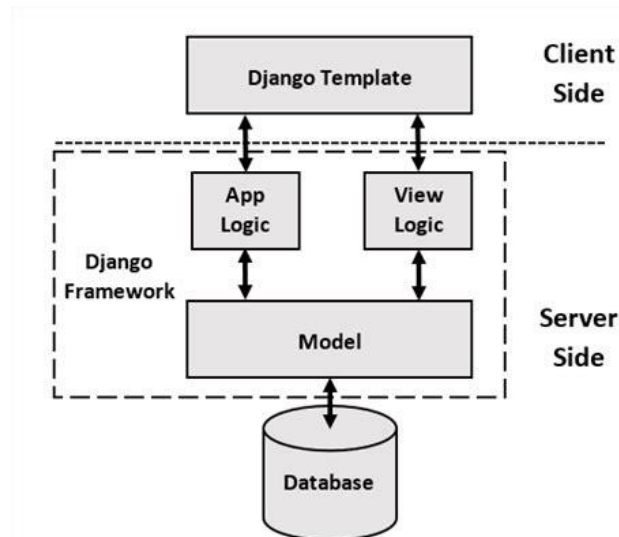 Django Template
Client
Side
App
Logic
View
Logic
Django
Framework
Model
Server
Side
Database